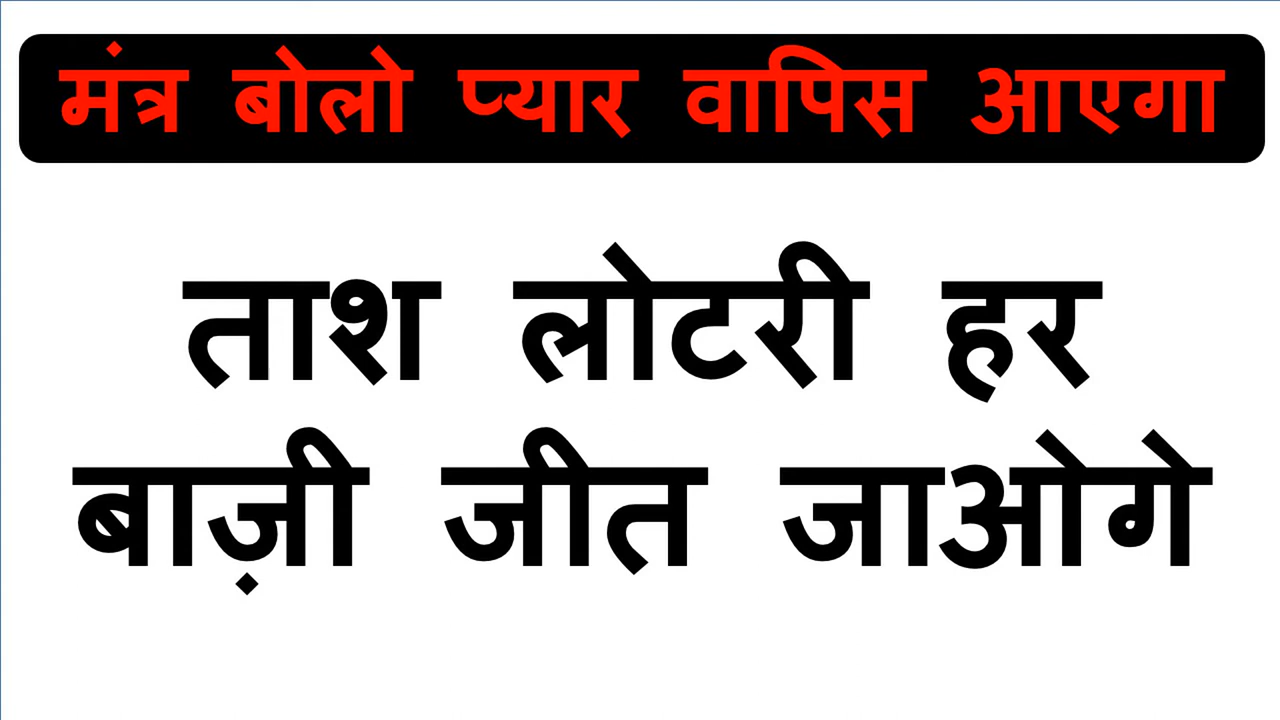 मंत्र बोलो प्यार वापिस आएगा
ताश लोटरी हर
बाज़ी जीत जाओगे